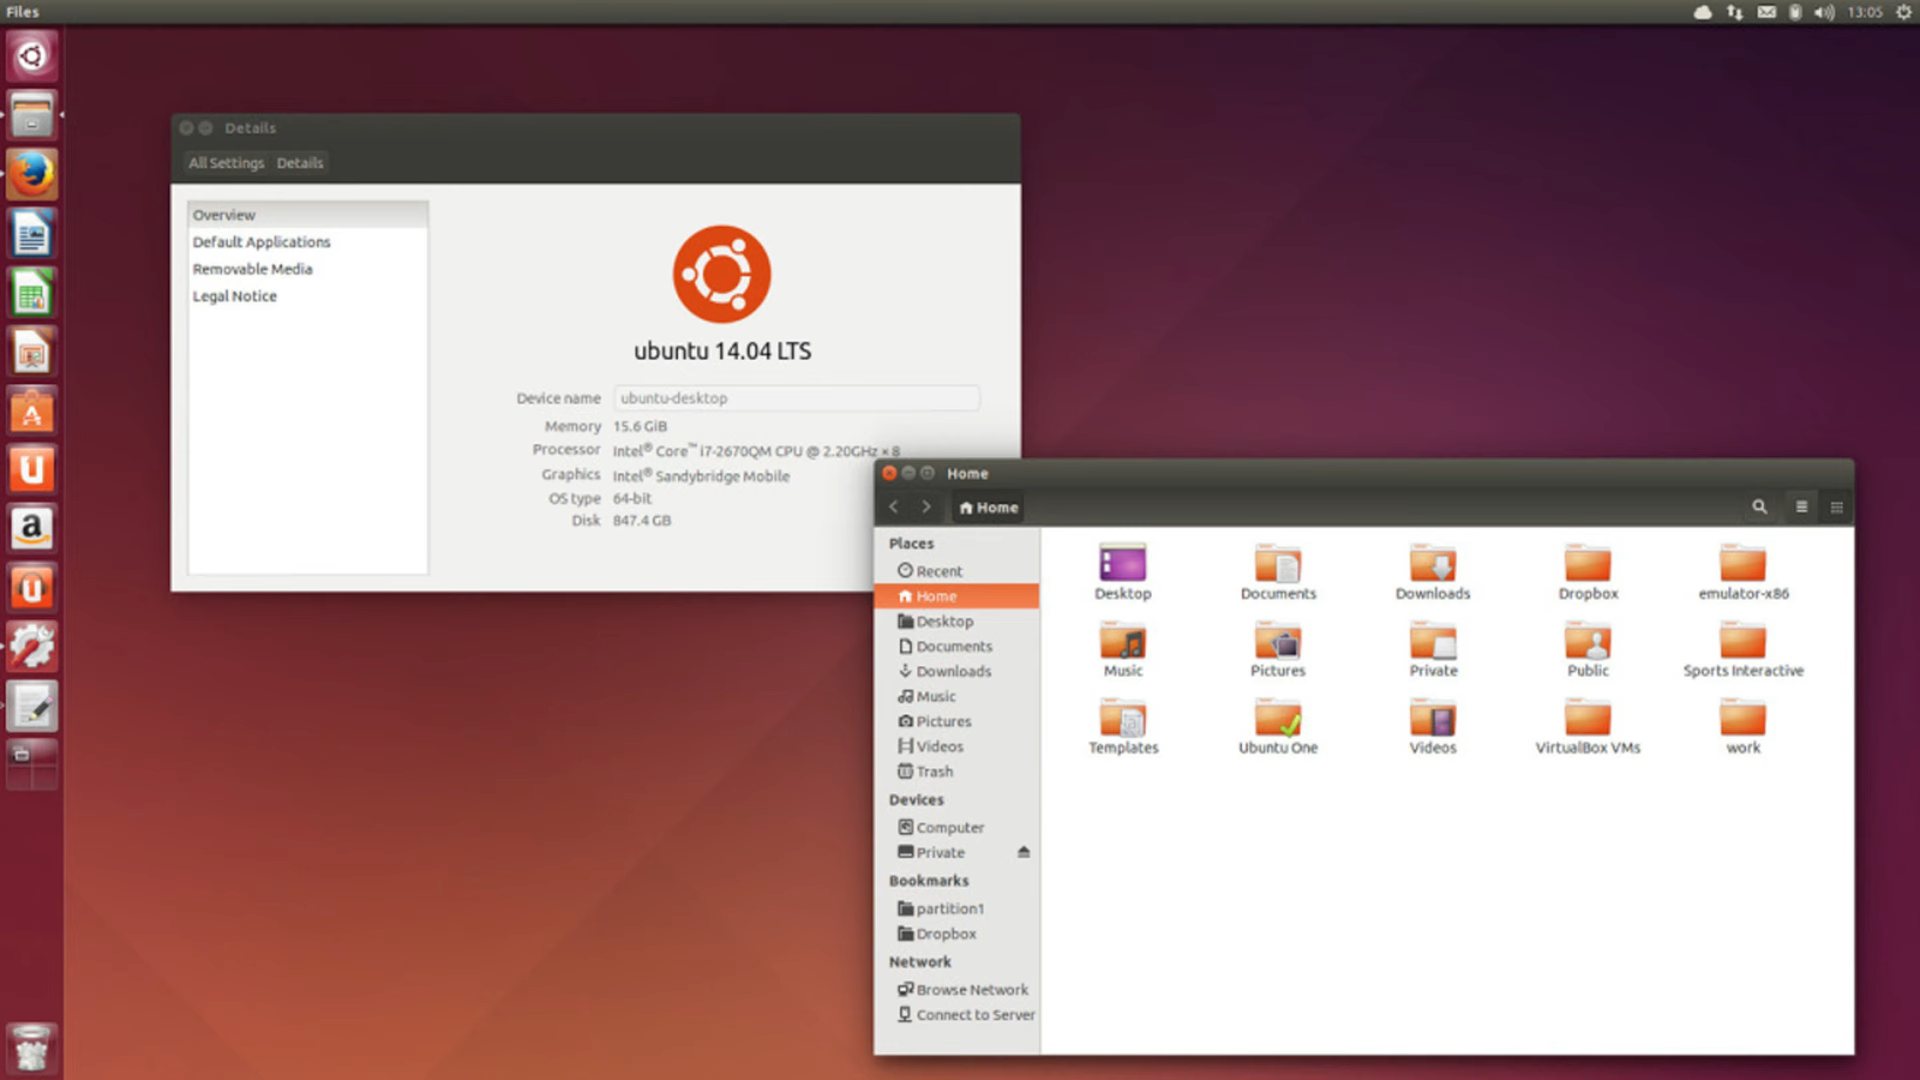 Files
13:05
Details
All Settings Details
Overview
Default Applications
Removable Media
Legal Notice
ubuntu 14.04 LTS
Device name ubuntu-desktop
Memory 15.6 GiB
Processor Intel® Core™ i7-2670QM CPU @ 2.20GHz × 8
Graphics Intel® Sandybridge Mobile
OS type 64-bit
Disk 847.4 GB
Home
Home
Places
Recent
Home
Desktop
Documents
Downloads
Music
Pictures
Videos
Trash
Devices
Computer
Private
Bookmarks
partition1
Dropbox
Network
Browse Network
Connect to Server
Desktop Documents Downloads Dropbox emulator-x86
Music Pictures Private Public Sports Interactive
Templates Ubuntu One Videos VirtualBox VMs work